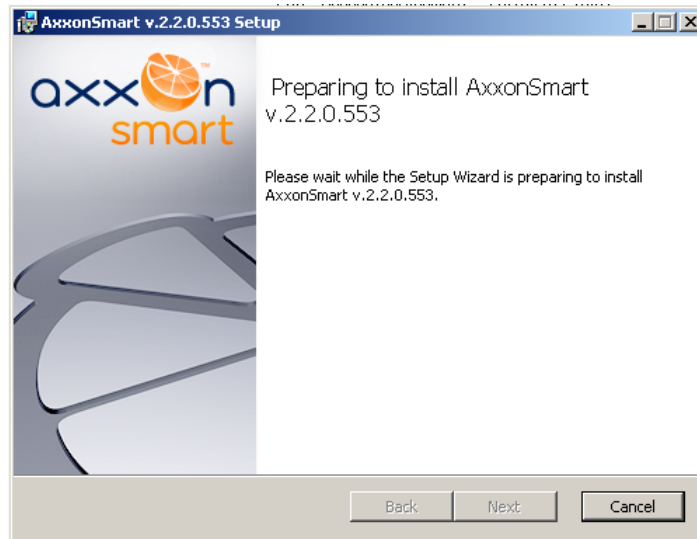 AxxonSmart v.2.2.0.553 Setup
axxon™
smart
Preparing to install AxxonSmart
v.2.2.0.553
Please wait while the Setup Wizard is preparing to install
AxxonSmart v.2.2.0.553.
Back Next Cancel